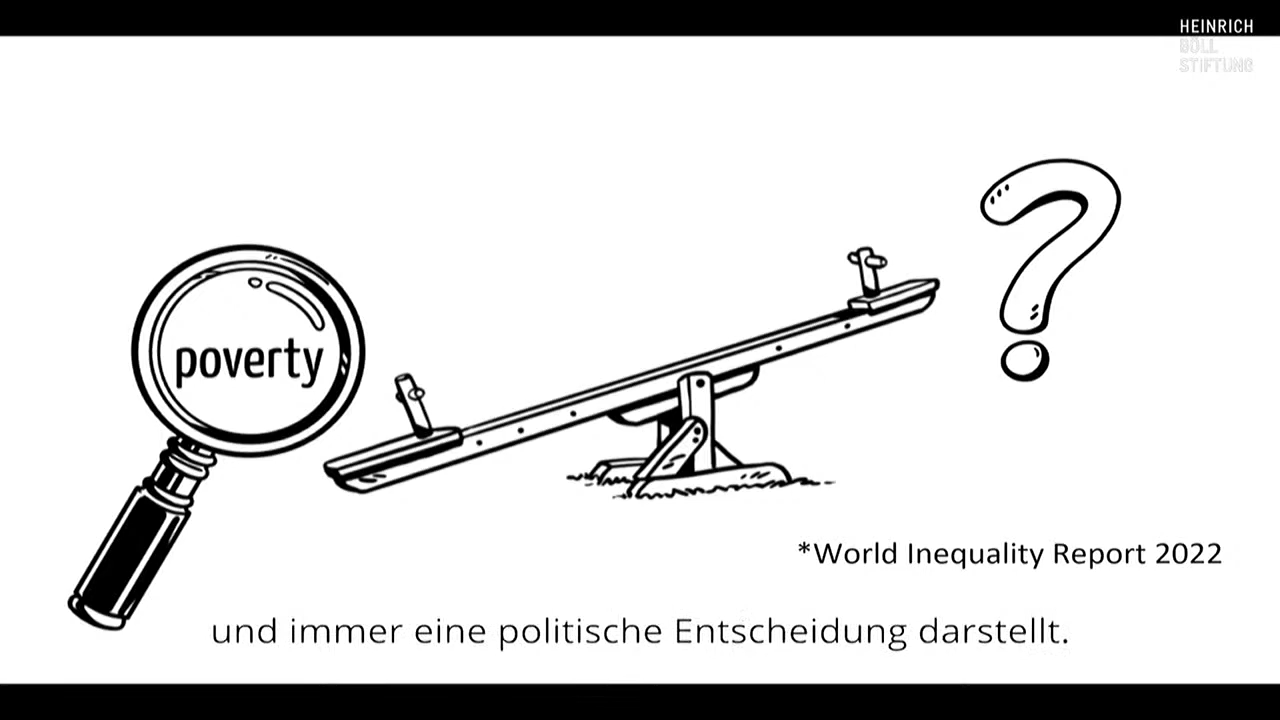 HEINRICH
BÖLL
STIFTUNG
poverty
*World Inequality Report 2022
und immer eine politische Entscheidung darstellt.